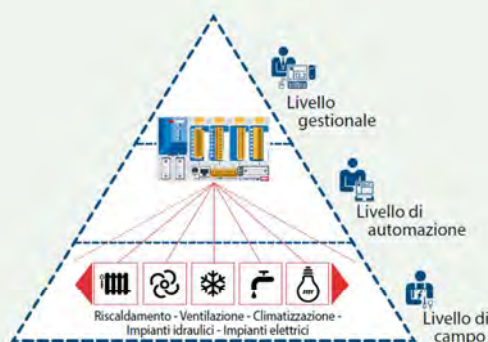 Livello
gestionale
Livello di
automazione
Riscaldamento - Ventilazione - Climatizzazione -
Impianti idraulici - Impianti elettrici
Livello di
campo